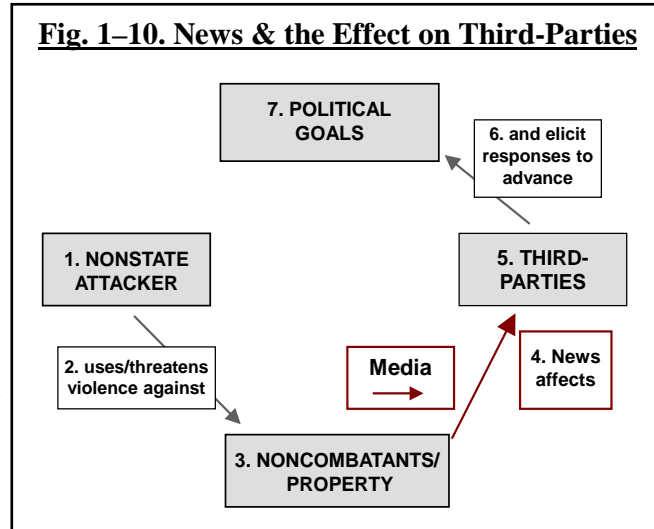 Fig. 1–10. News & the Effect on Third-Parties
7. POLITICAL
GOALS
6. and elicit
responses to
advance
1. NONSTATE
ATTACKER
5. THIRD-
PARTIES
2. uses/threatens
violence against
Media
4. News
affects
3. NONCOMBATANTS/
PROPERTY